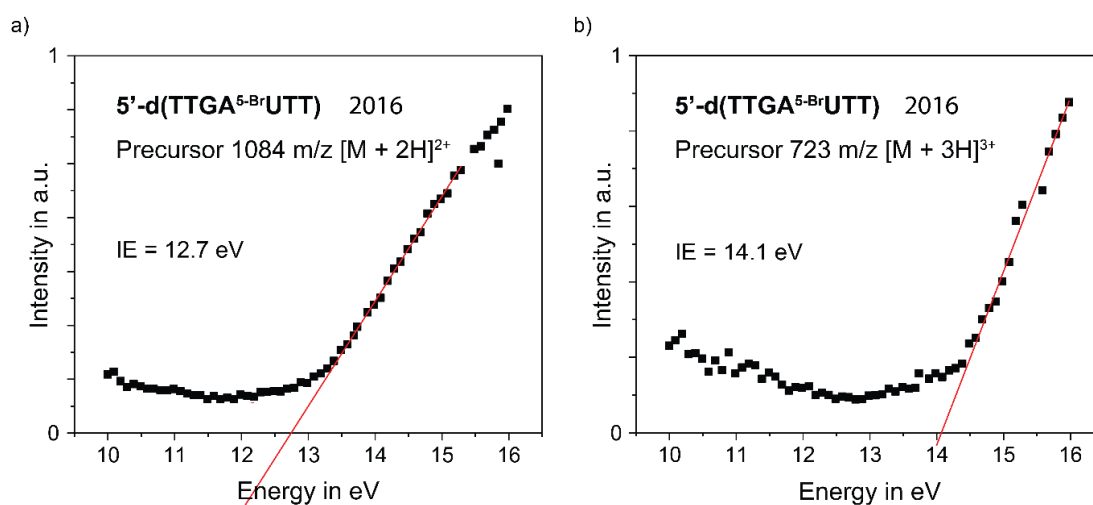 a)
1
5'-d(TTGA⁵⁻ᴮʳUTT) 2016
Precursor 1084 m/z [M + 2H]²⁺
IE = 12.7 eV
Intensity in a.u.
0
10 11 12 13 14 15 16
Energy in eV
b)
1
5'-d(TTGA⁵⁻ᴮʳUTT) 2016
Precursor 723 m/z [M + 3H]³⁺
IE = 14.1 eV
Intensity in a.u.
0
10 11 12 13 14 15 16
Energy in eV